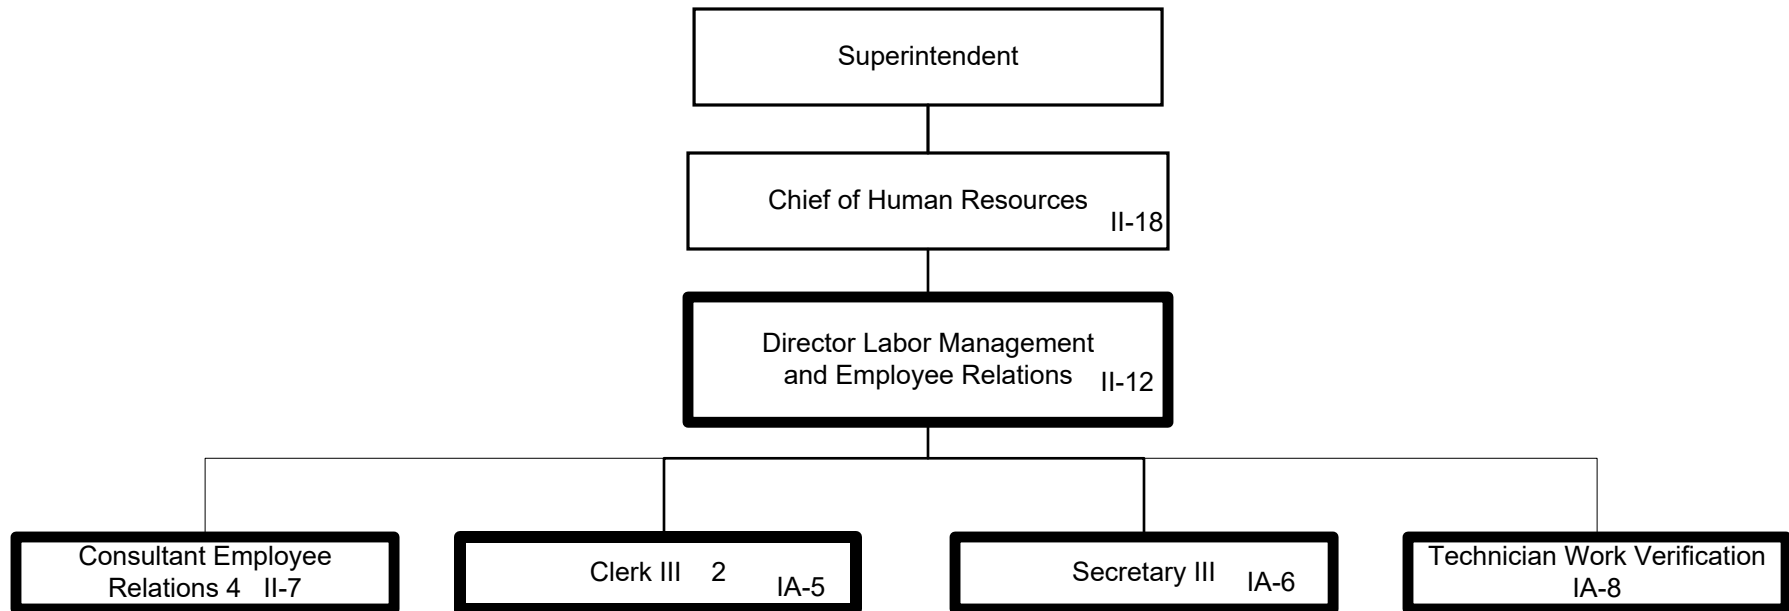 Superintendent
Chief of Human Resources
II-18
Director Labor Management
and Employee Relations II-12
Consultant Employee
Relations 4 II-7
Clerk III 2
IA-5
Secretary III
IA-6
Technician Work Verification
IA-8